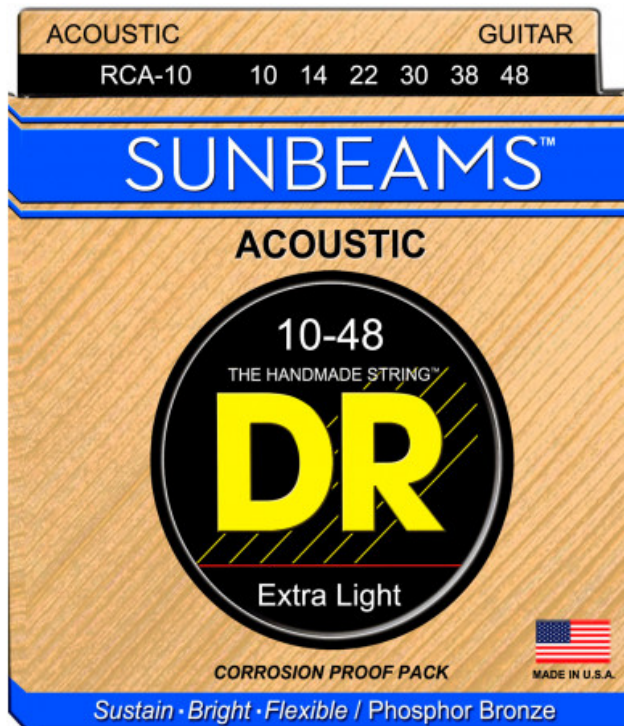 ACOUSTIC GUITAR
RCA-10 10 14 22 30 38 48
SUNBEAMS™
ACOUSTIC
10-48
THE HANDMADE STRING™
DR
Extra Light
CORROSION PROOF PACK
MADE IN U.S.A.
Sustain · Bright · Flexible / Phosphor Bronze